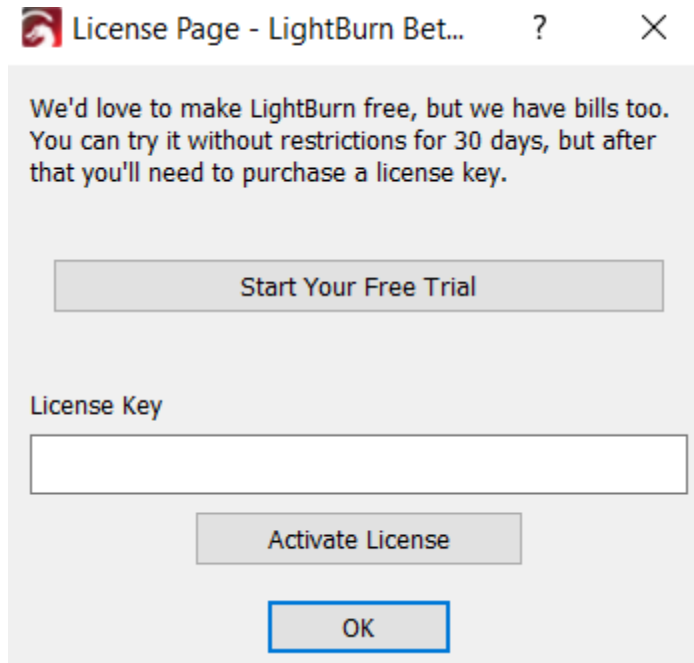 License Page - LightBurn Bet...
?
We'd love to make LightBurn free, but we have bills too.
You can try it without restrictions for 30 days, but after
that you'll need to purchase a license key.
Start Your Free Trial
License Key
Activate License
OK